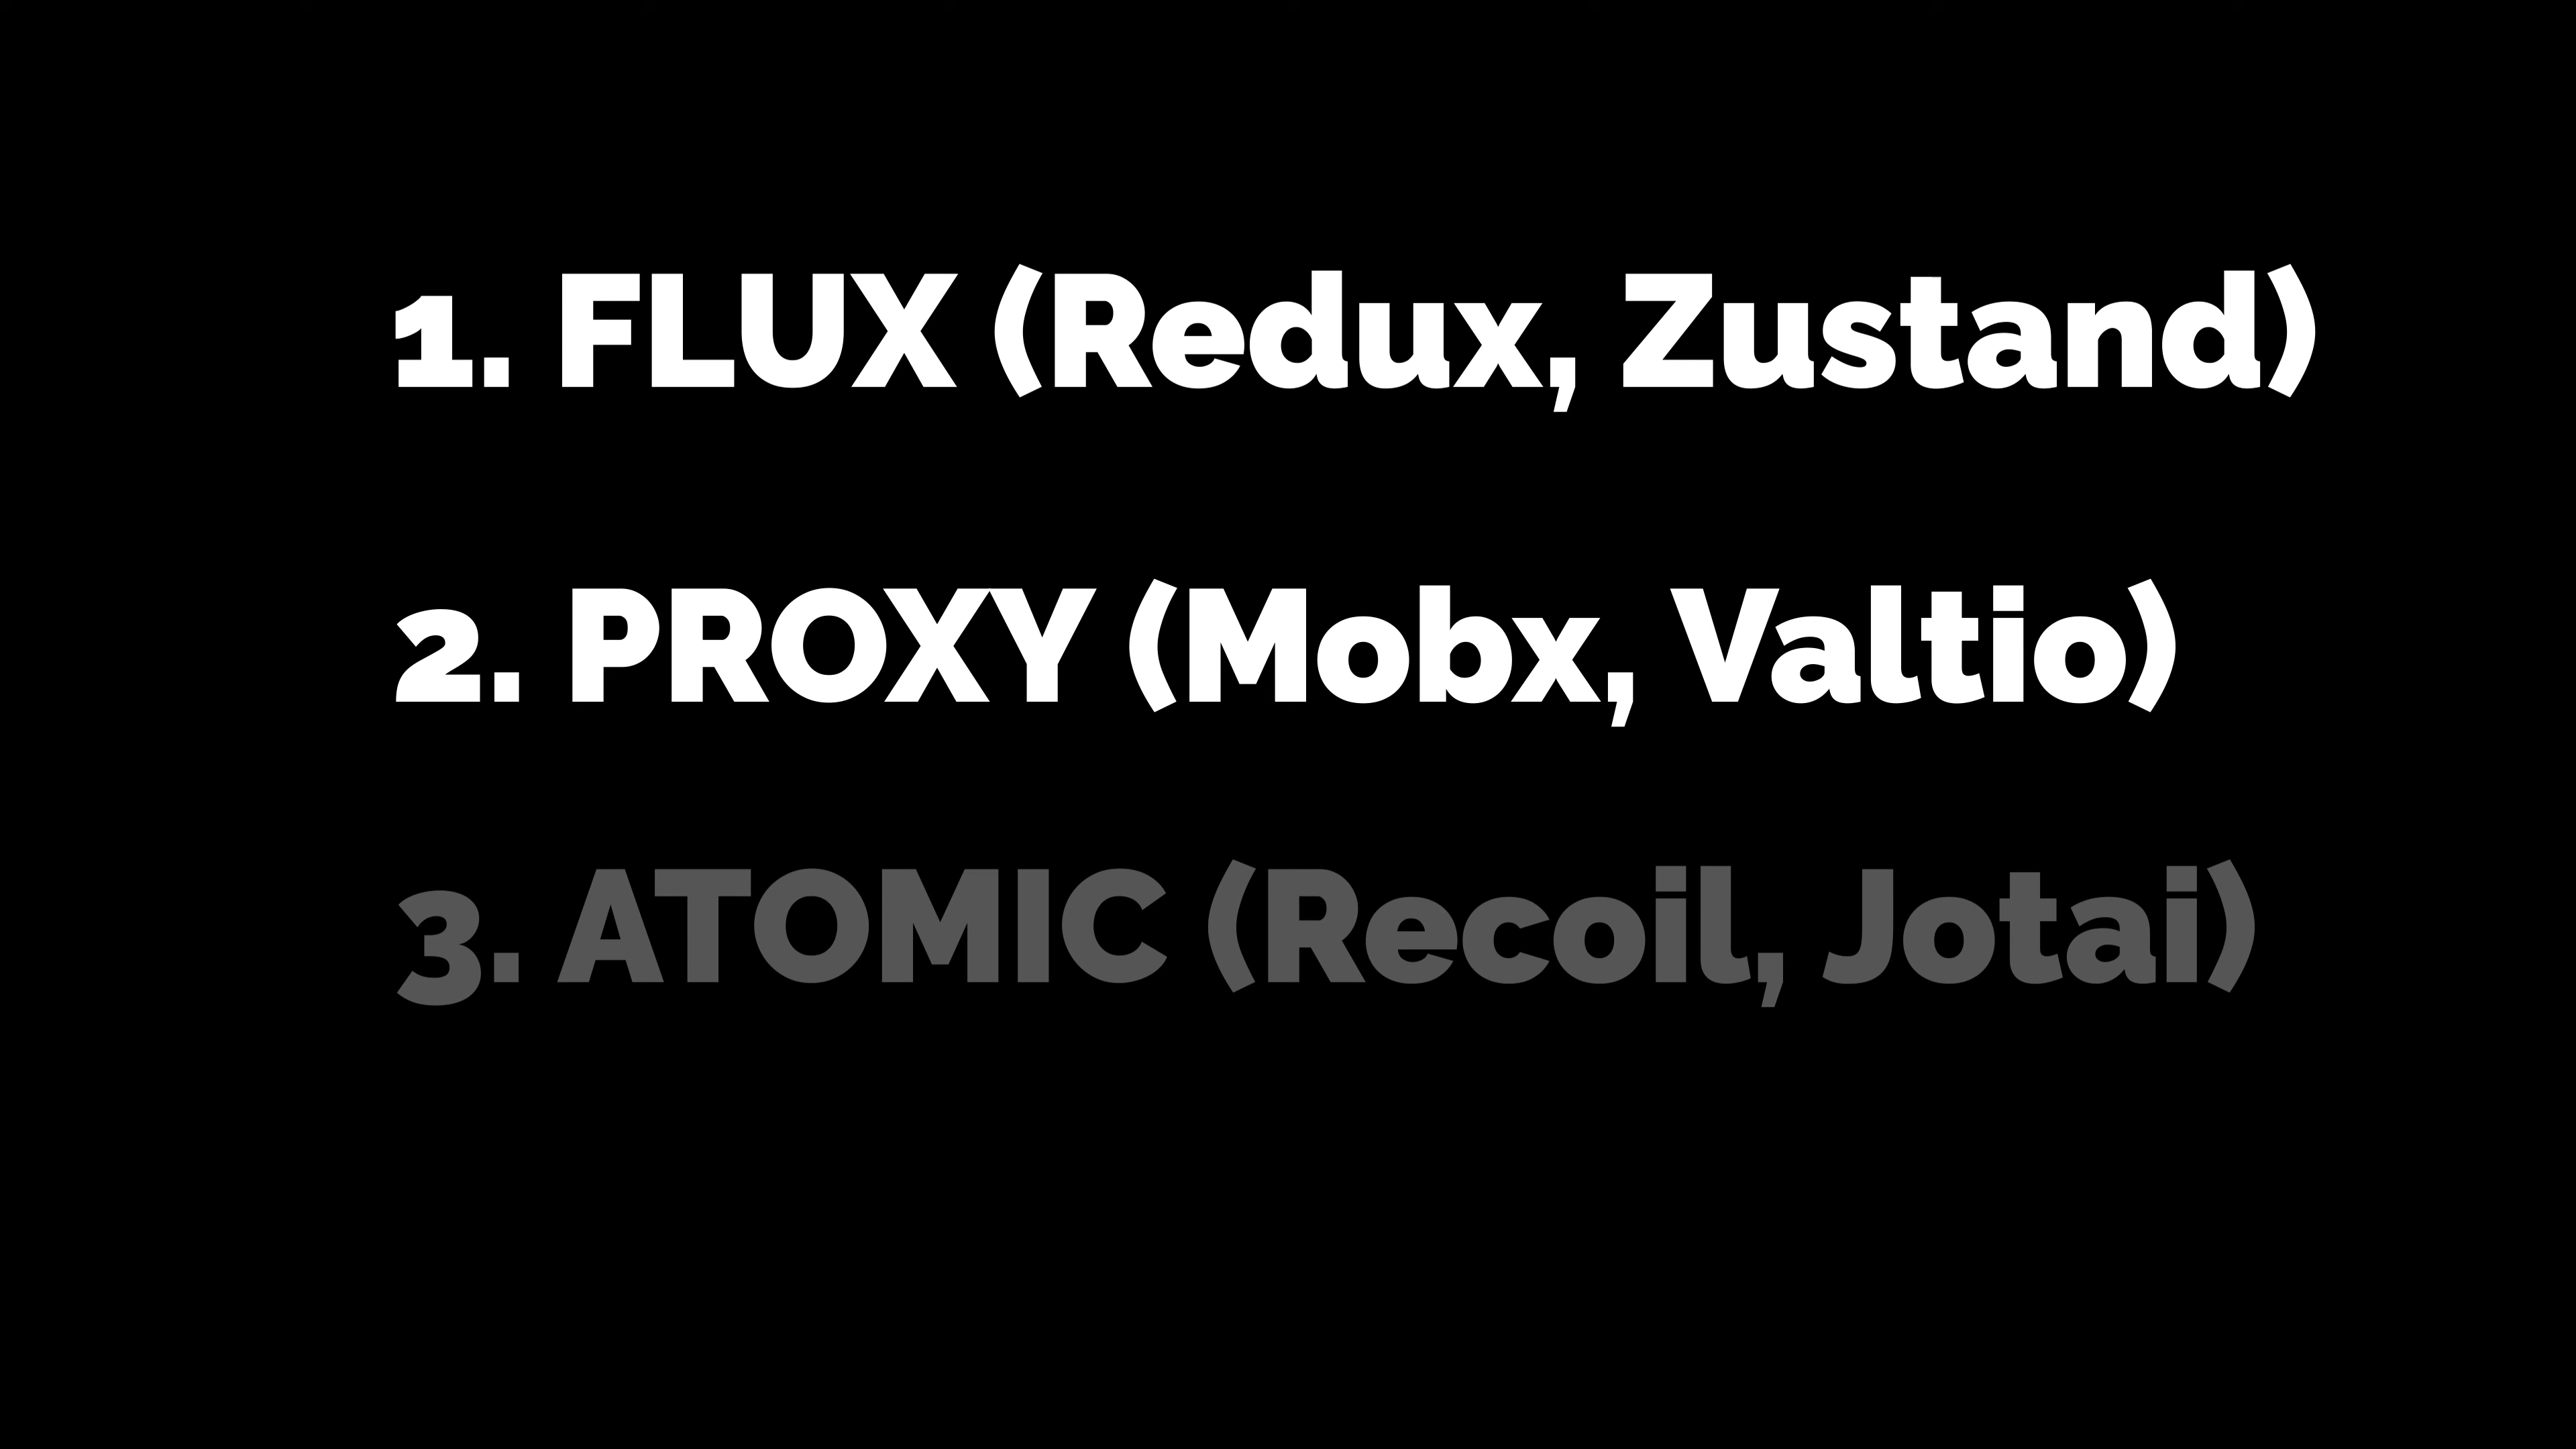 1. FLUX (Redux, Zustand)
2. PROXY (Mobx, Valtio)
3. ATOMIC (Recoil, Jotai)